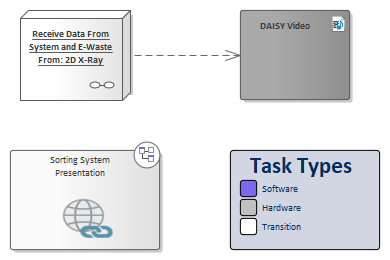 Receive Data From
System and E-Waste
From: 2D X-Ray
DAISY Video
Sorting System
Presentation
Task Types
Software
Hardware
Transition